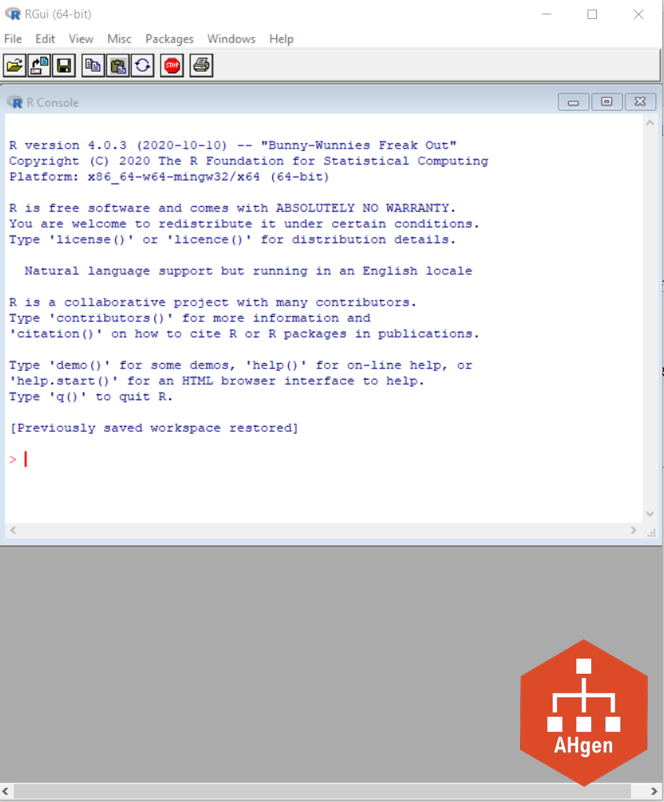 RGui (64-bit)
File Edit View Misc Packages Windows Help
STOP
R Console
R version 4.0.3 (2020-10-10) -- "Bunny-Wunnies Freak Out"
Copyright (C) 2020 The R Foundation for Statistical Computing
Platform: x86_64-w64-mingw32/x64 (64-bit)
R is free software and comes with ABSOLUTELY NO WARRANTY.
You are welcome to redistribute it under certain conditions.
Type 'license()' or 'licence()' for distribution details.
Natural language support but running in an English locale
R is a collaborative project with many contributors.
Type 'contributors()' for more information and
'citation()' on how to cite R or R packages in publications.
Type 'demo()' for some demos, 'help()' for on-line help, or
'help.start()' for an HTML browser interface to help.
Type 'q()' to quit R.
[Previously saved workspace restored]
>
AHgen